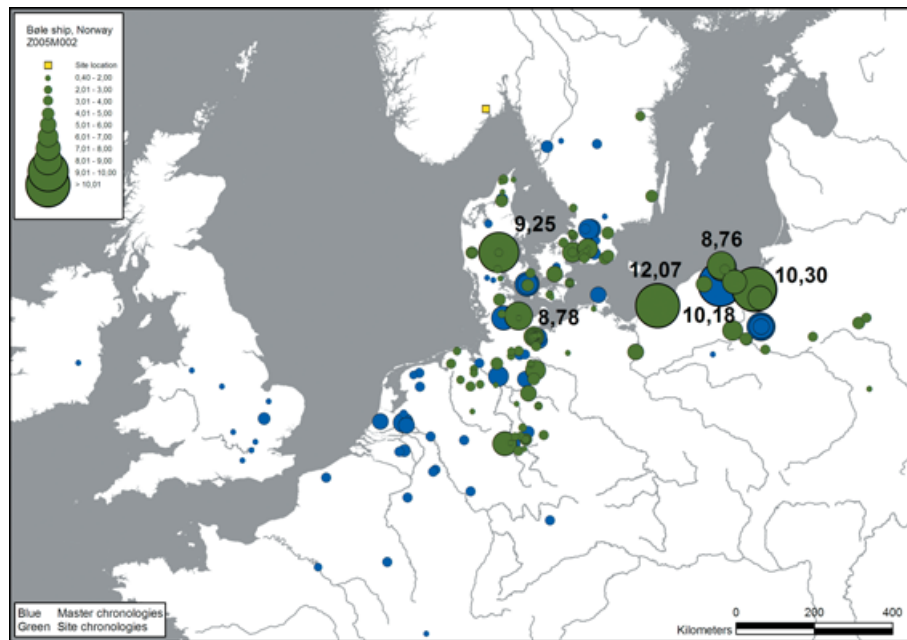 Bøle ship, Norway
Z005M002
Site location
0,40 - 2,00
2,01 - 3,00
3,01 - 4,00
4,01 - 5,00
5,01 - 6,00
6,01 - 7,00
7,01 - 8,00
8,01 - 9,00
9,01 - 10,00
> 10,01
9,25
8,76
12,07
10,30
10,18
8,78
Blue Master chronologies
Green Site chronologies
0 200 400
Kilometers